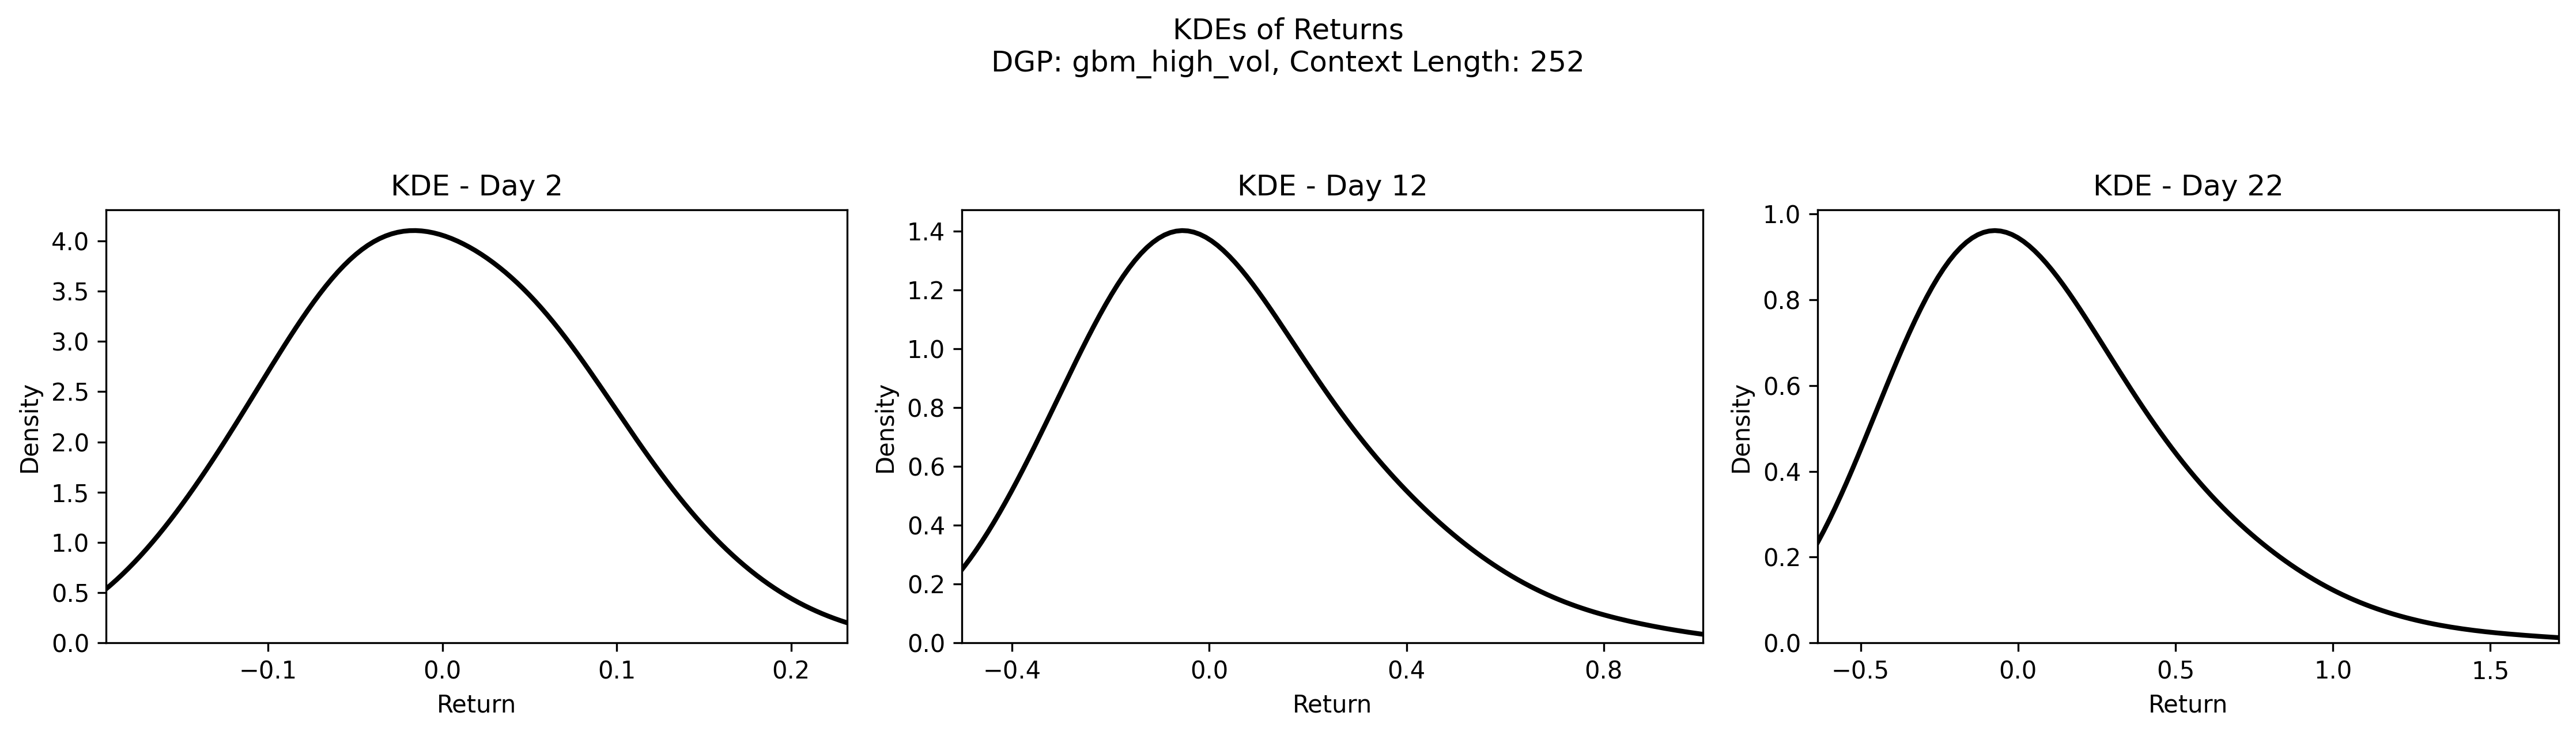 KDEs of Returns
DGP: gbm_high_vol, Context Length: 252
KDE - Day 2
Density
4.0
3.5
3.0
2.5
2.0
1.5
1.0
0.5
0.0
−0.1 0.0 0.1 0.2
Return
KDE - Day 12
Density
1.4
1.2
1.0
0.8
0.6
0.4
0.2
0.0
−0.4 0.0 0.4 0.8
Return
KDE - Day 22
Density
1.0
0.8
0.6
0.4
0.2
0.0
−0.5 0.0 0.5 1.0 1.5
Return